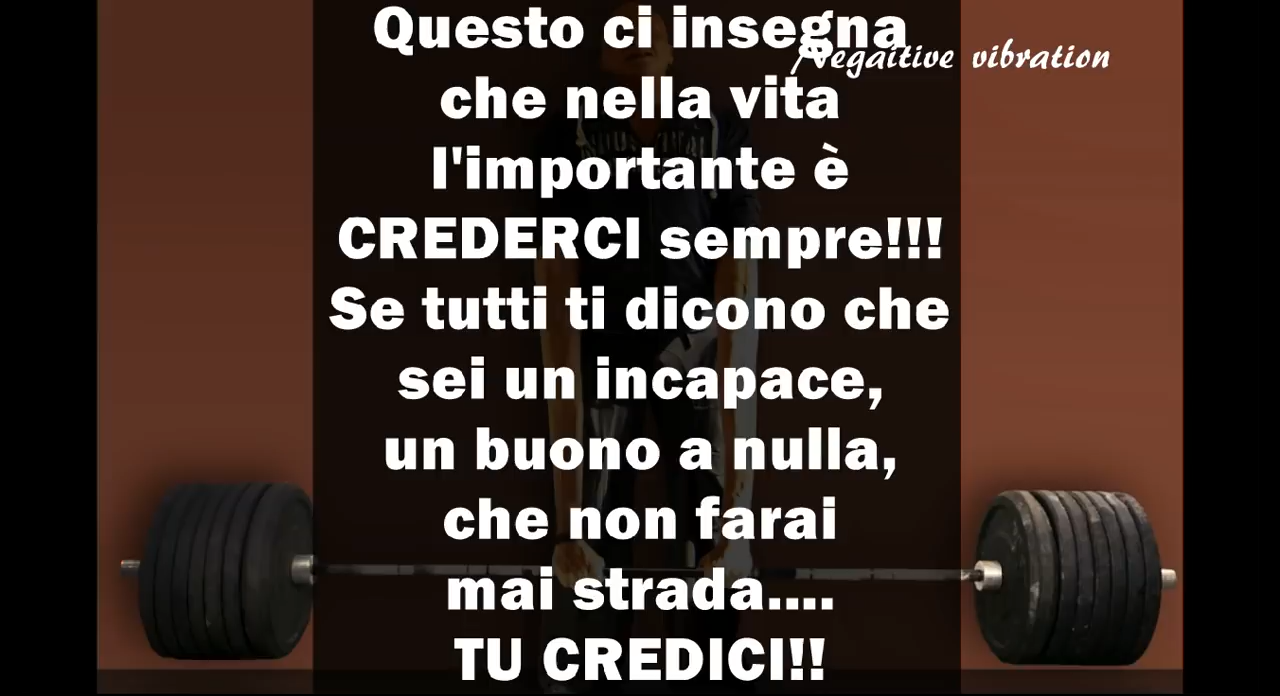 Questo ci insegna
Negaitive vibration
che nella vita
l'importante è
CREDERCI sempre!!!
Se tutti ti dicono che
sei un incapace,
un buono a nulla,
che non farai
mai strada....
TU CREDICI!!